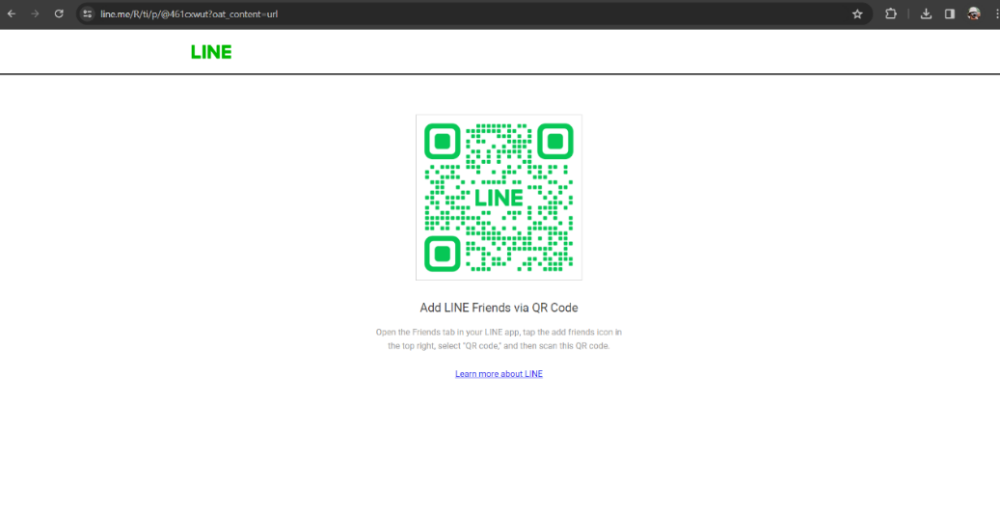 line.me/R/ti/p/@461cxwut?oat_content=url
LINE
LINE
Add LINE Friends via QR Code
Open the Friends tab in your LINE app, tap the add friends icon in
the top right, select "QR code," and then scan this QR code.
Learn more about LINE